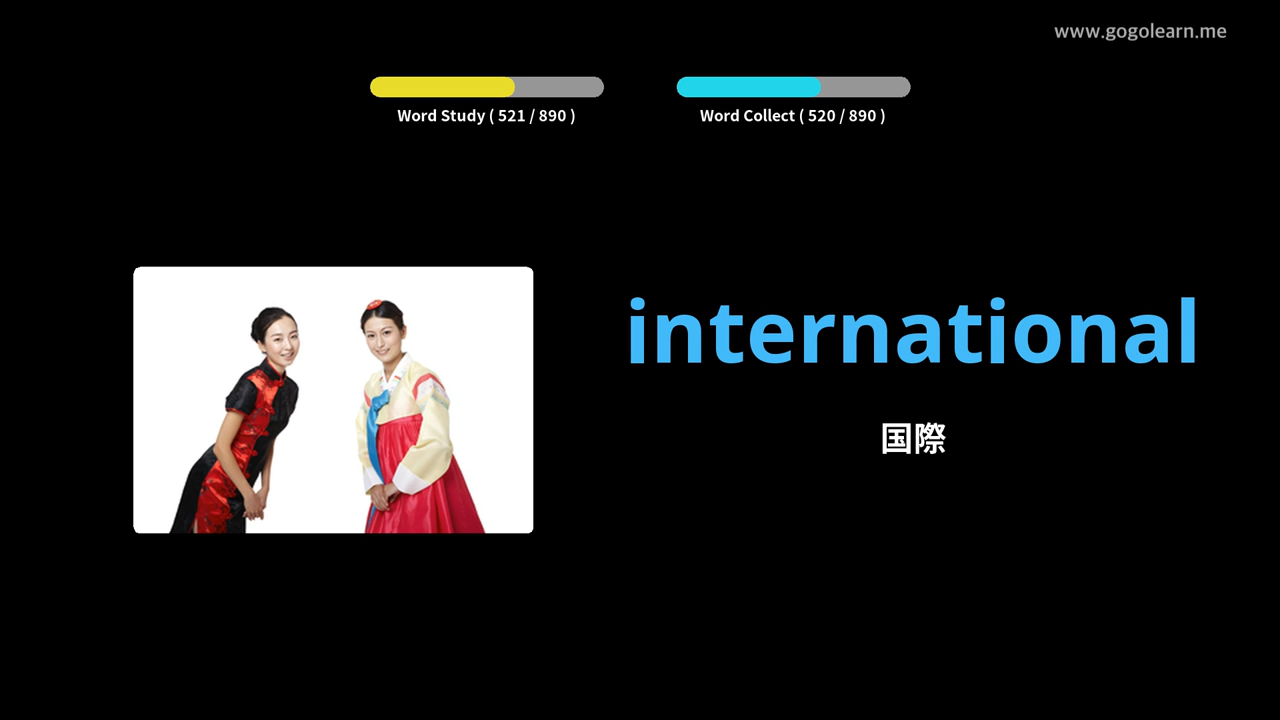 www.gogolearn.me
Word Study ( 521 / 890 )
Word Collect ( 520 / 890 )
international
国際